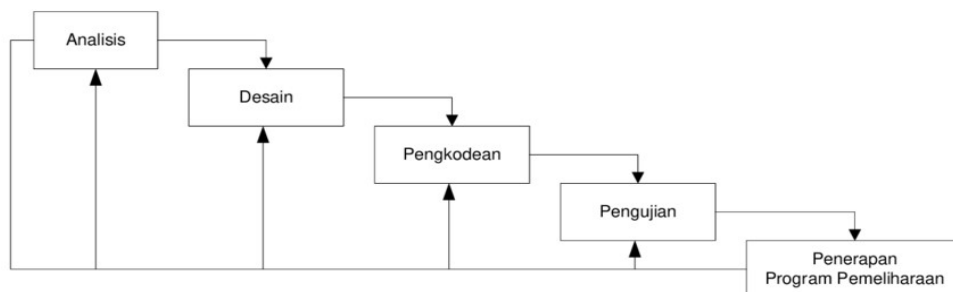 Analisis
Desain
Pengkodean
Pengujian
Penerapan
Program Pemeliharaan